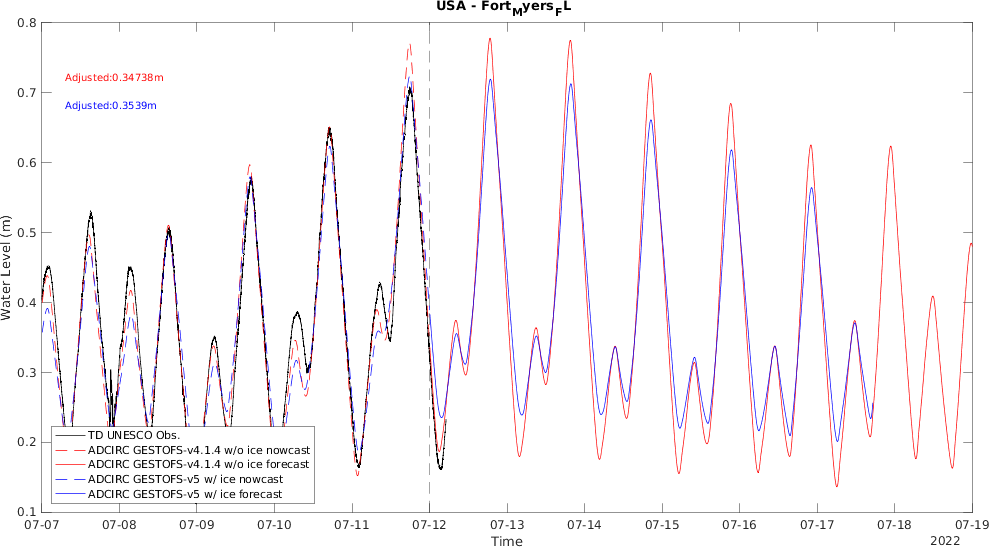 USA - FortMyersFL
Adjusted:0.34738m
Adjusted:0.3539m
Water Level (m)
0.8
0.7
0.6
0.5
0.4
0.3
0.2
0.1
TD UNESCO Obs.
ADCIRC GESTOFS-v4.1.4 w/o ice nowcast
ADCIRC GESTOFS-v4.1.4 w/o ice forecast
ADCIRC GESTOFS-v5 w/ ice nowcast
ADCIRC GESTOFS-v5 w/ ice forecast
07-07 07-08 07-09 07-10 07-11 07-12 07-13 07-14 07-15 07-16 07-17 07-18 07-19
Time
2022